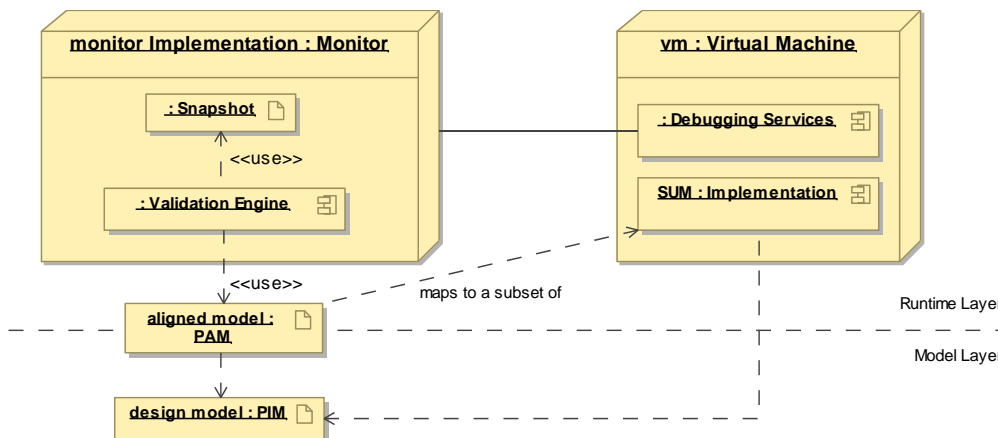 monitor Implementation : Monitor
vm : Virtual Machine
: Snapshot
: Debugging Services
<<use>>
: Validation Engine
SUM : Implementation
<<use>>
maps to a subset of
Runtime Layer
aligned model :
PAM
Model Layer
design model : PIM